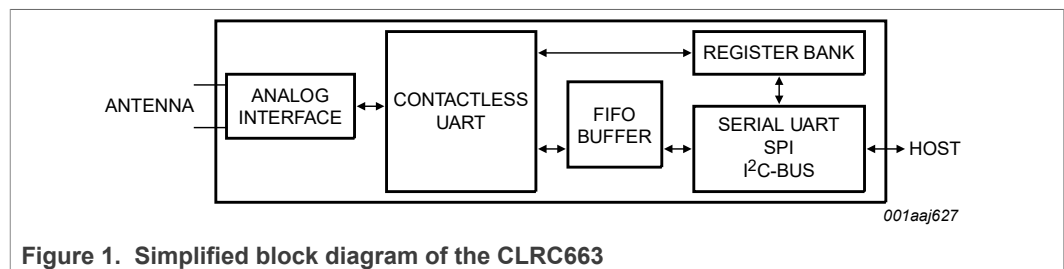 REGISTER BANK
ANTENNA
ANALOG
INTERFACE
CONTACTLESS
UART
FIFO
BUFFER
SERIAL UART
SPI
I²C-BUS
HOST
001aaj627
Figure 1. Simplified block diagram of the CLRC663